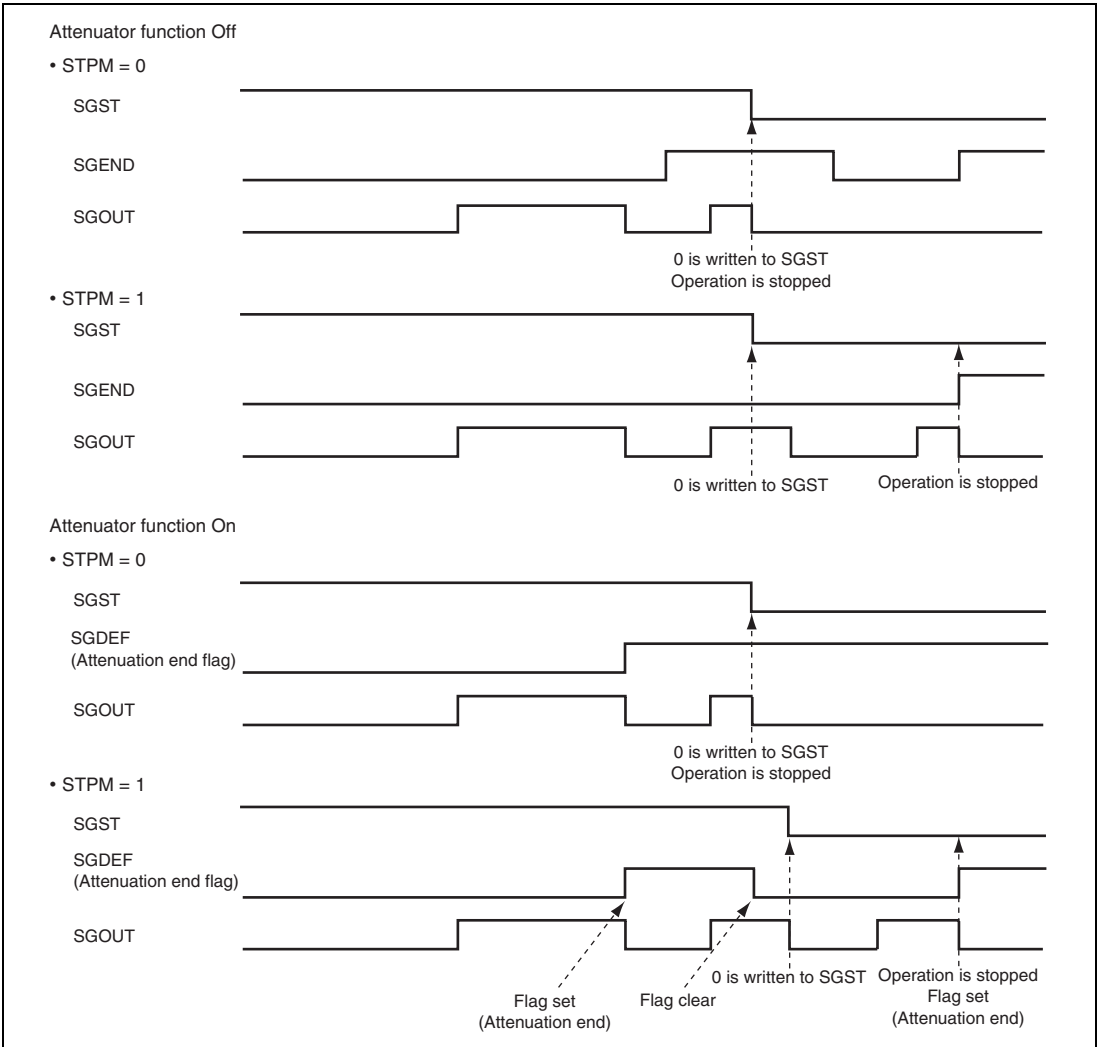 Attenuator function Off
• STPM = 0
SGST
SGEND
SGOUT
0 is written to SGST
Operation is stopped
• STPM = 1
SGST
SGEND
SGOUT
0 is written to SGST
Operation is stopped
Attenuator function On
• STPM = 0
SGST
SGDEF
(Attenuation end flag)
SGOUT
0 is written to SGST
Operation is stopped
• STPM = 1
SGST
SGDEF
(Attenuation end flag)
SGOUT
Flag set
(Attenuation end)
Flag clear
0 is written to SGST
Operation is stopped
Flag set
(Attenuation end)